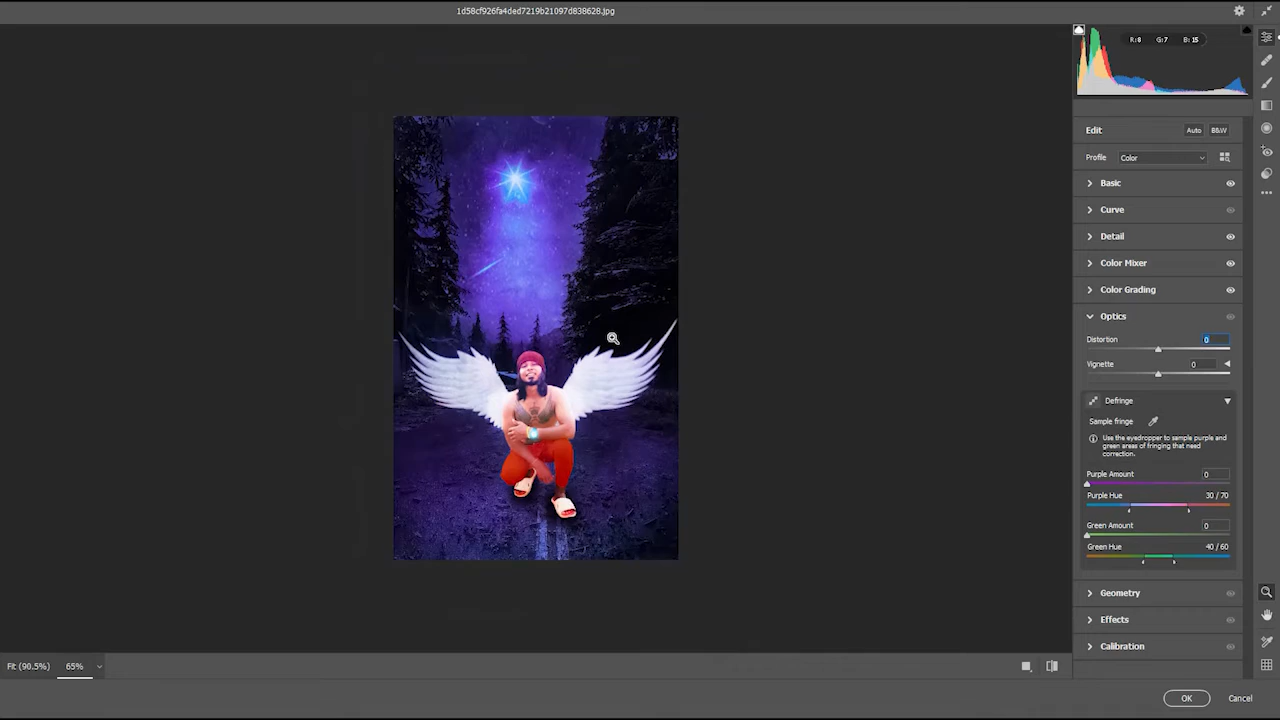 1d58cf926fa4ded7219b21097d838628.jpg
R: 8 G: 7 B: 15
Edit
Auto
B&W
Profile
Color
Basic
Curve
Detail
Color Mixer
Color Grading
Optics
Distortion
0
Vignette
0
Defringe
Sample fringe
Use the eyedropper to sample purple and
green areas of fringing that need
correction.
Purple Amount
0
Purple Hue
30 / 70
Green Amount
0
Green Hue
40 / 60
Geometry
Effects
Calibration
Fit (90.5%)
65%
OK
Cancel